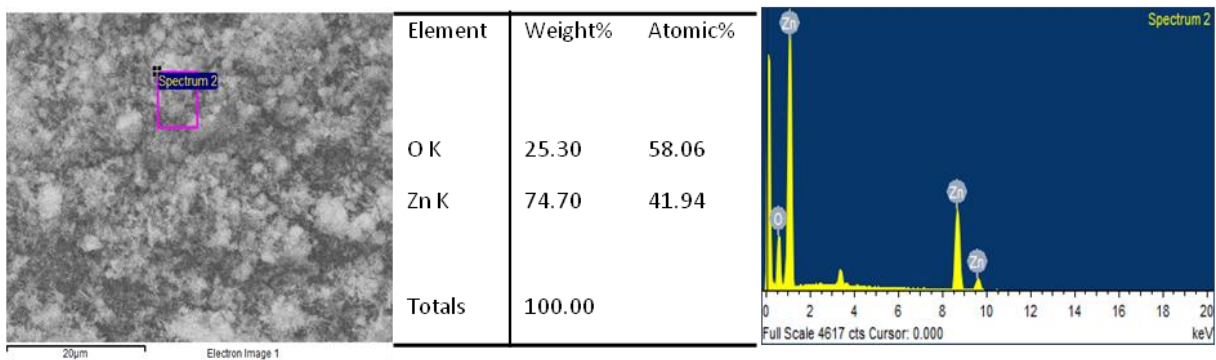 Spectrum 2
20µm
Electron Image 1
Element Weight% Atomic%
O K 25.30 58.06
Zn K 74.70 41.94
Totals 100.00
Spectrum 2
Zn
O
Zn
Zn
0 2 4 6 8 10 12 14 16 18 20
Full Scale 4617 cts Cursor: 0.000 keV